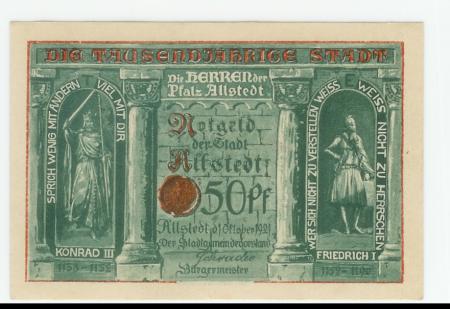 DIE TAUSENDJÄHRIGE STADT
Die HERREN der
Pfalz Allstedt
SPRICH WENIG MIT ANDERN VIEL MIT DIR
KONRAD III
Notgeld
der Stadt
Allstedt
50 Pf
Allstedt, d. 1. Oktober 1921
Der Stadtgemeindevorstand
Bürgermeister
WER SICH NICHT ZU VERSTELLEN WEISS WEISS NICHT ZU HERRSCHEN
FRIEDRICH I